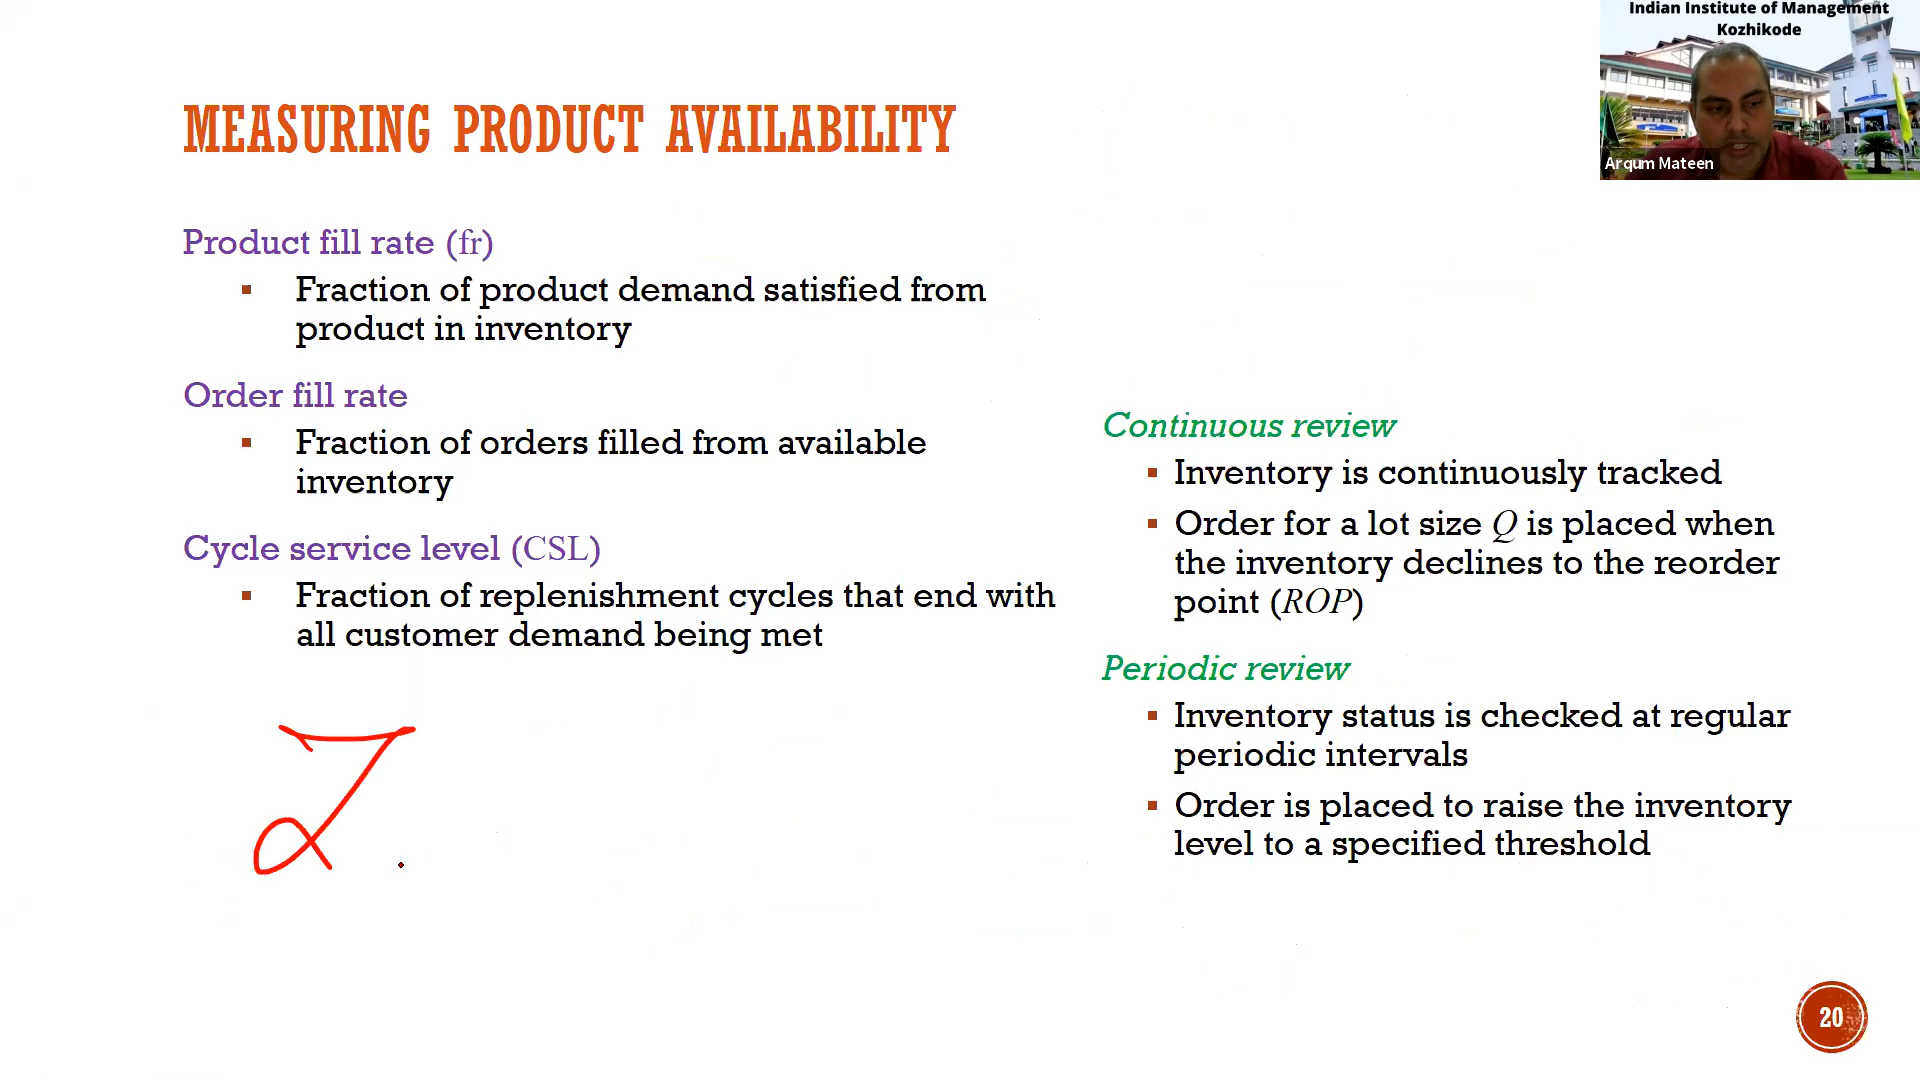 Indian Institute of Management
Kozhikode
Arqum Mateen
MEASURING PRODUCT AVAILABILITY
Product fill rate (fr)
▪ Fraction of product demand satisfied from
product in inventory
Order fill rate
▪ Fraction of orders filled from available
inventory
Cycle service level (CSL)
▪ Fraction of replenishment cycles that end with
all customer demand being met
Continuous review
▪ Inventory is continuously tracked
▪ Order for a lot size Q is placed when
the inventory declines to the reorder
point (ROP)
Periodic review
▪ Inventory status is checked at regular
periodic intervals
▪ Order is placed to raise the inventory
level to a specified threshold
20